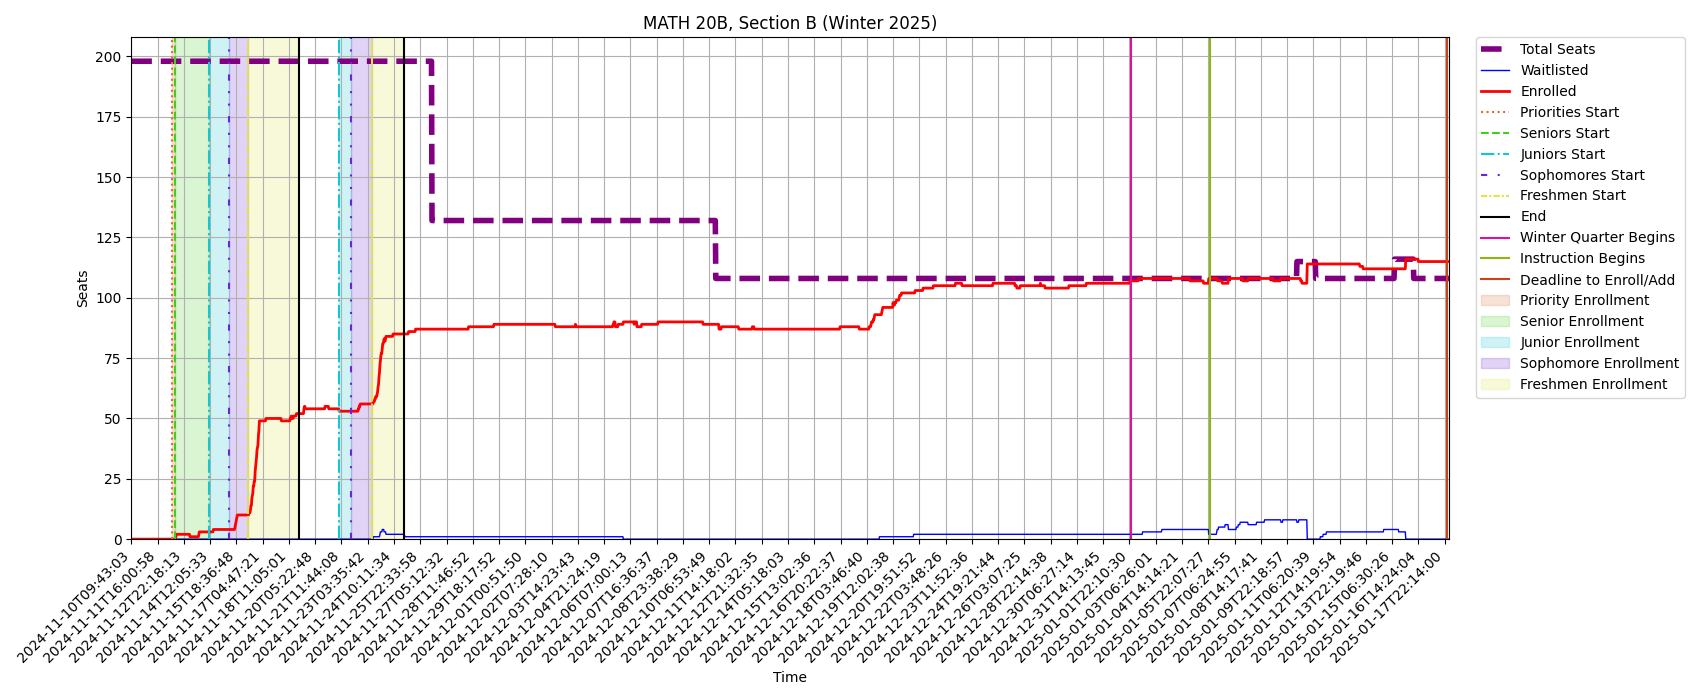 MATH 20B, Section B (Winter 2025)
Seats
200
175
150
125
100
75
50
25
0
2024-11-10T09:43:03
2024-11-11T16:00:58
2024-11-12T22:18:13
2024-11-14T12:05:33
2024-11-15T18:36:48
2024-11-17T04:47:21
2024-11-18T11:05:01
2024-11-20T05:22:48
2024-11-21T11:44:08
2024-11-23T03:35:42
2024-11-24T10:11:34
2024-11-25T22:33:58
2024-11-27T05:12:32
2024-11-28T11:46:52
2024-11-29T18:17:52
2024-12-01T00:51:50
2024-12-02T07:28:10
2024-12-03T14:23:43
2024-12-04T21:24:19
2024-12-06T07:00:13
2024-12-07T16:36:37
2024-12-08T23:38:29
2024-12-10T06:53:49
2024-12-11T14:18:02
2024-12-12T21:32:35
2024-12-14T05:18:03
2024-12-15T13:02:36
2024-12-16T20:22:37
2024-12-18T03:46:40
2024-12-19T12:02:38
2024-12-20T19:51:52
2024-12-22T03:48:26
2024-12-23T11:52:36
2024-12-24T19:21:44
2024-12-26T03:07:25
2024-12-28T22:14:38
2024-12-30T06:27:14
2024-12-31T14:13:45
2025-01-01T22:10:30
2025-01-03T06:26:01
2025-01-04T14:14:21
2025-01-05T22:07:27
2025-01-07T06:24:55
2025-01-08T14:17:41
2025-01-09T22:18:57
2025-01-11T06:20:39
2025-01-12T14:19:54
2025-01-13T22:19:46
2025-01-15T06:30:26
2025-01-16T14:24:04
2025-01-17T22:14:00
Time
Total Seats
Waitlisted
Enrolled
Priorities Start
Seniors Start
Juniors Start
Sophomores Start
Freshmen Start
End
Winter Quarter Begins
Instruction Begins
Deadline to Enroll/Add
Priority Enrollment
Senior Enrollment
Junior Enrollment
Sophomore Enrollment
Freshmen Enrollment